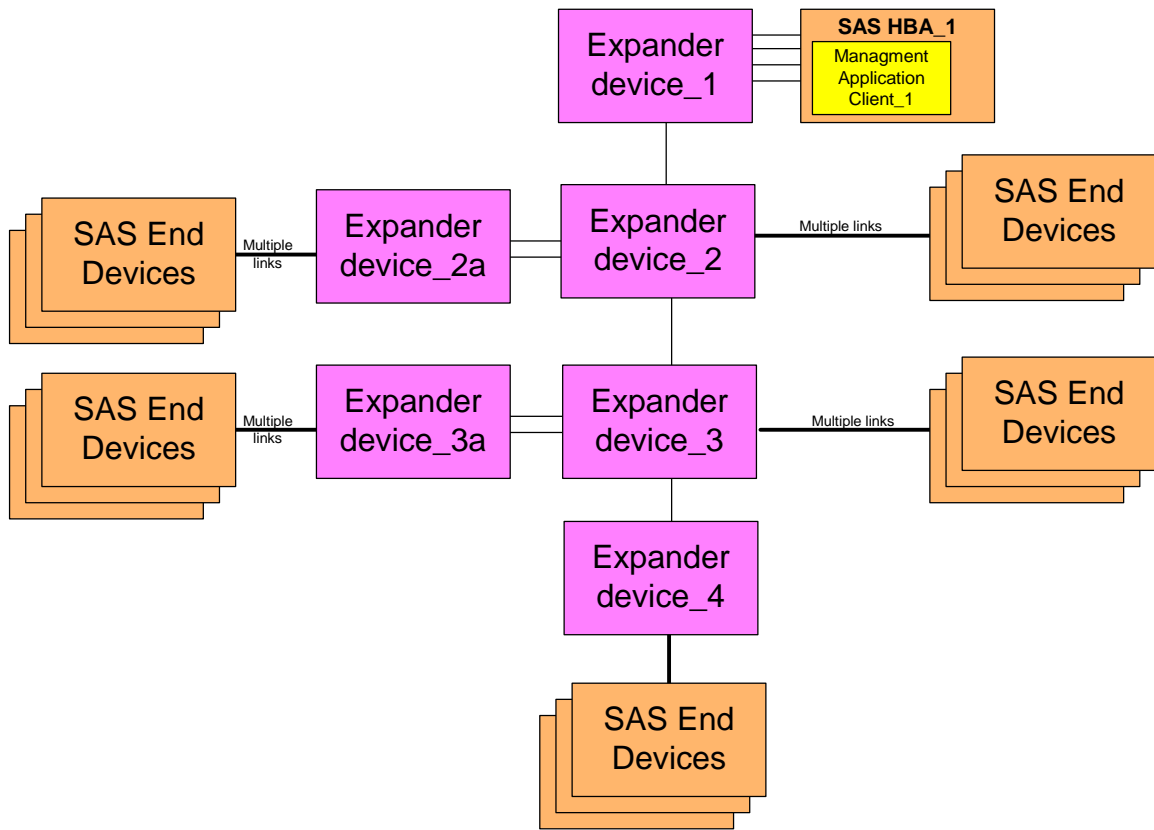 Expander
device_1
SAS HBA_1
Managment
Application
Client_1
SAS End
Devices
Multiple
links
Expander
device_2a
Expander
device_2
Multiple links
SAS End
Devices
SAS End
Devices
Multiple
links
Expander
device_3a
Expander
device_3
Multiple links
SAS End
Devices
Expander
device_4
SAS End
Devices